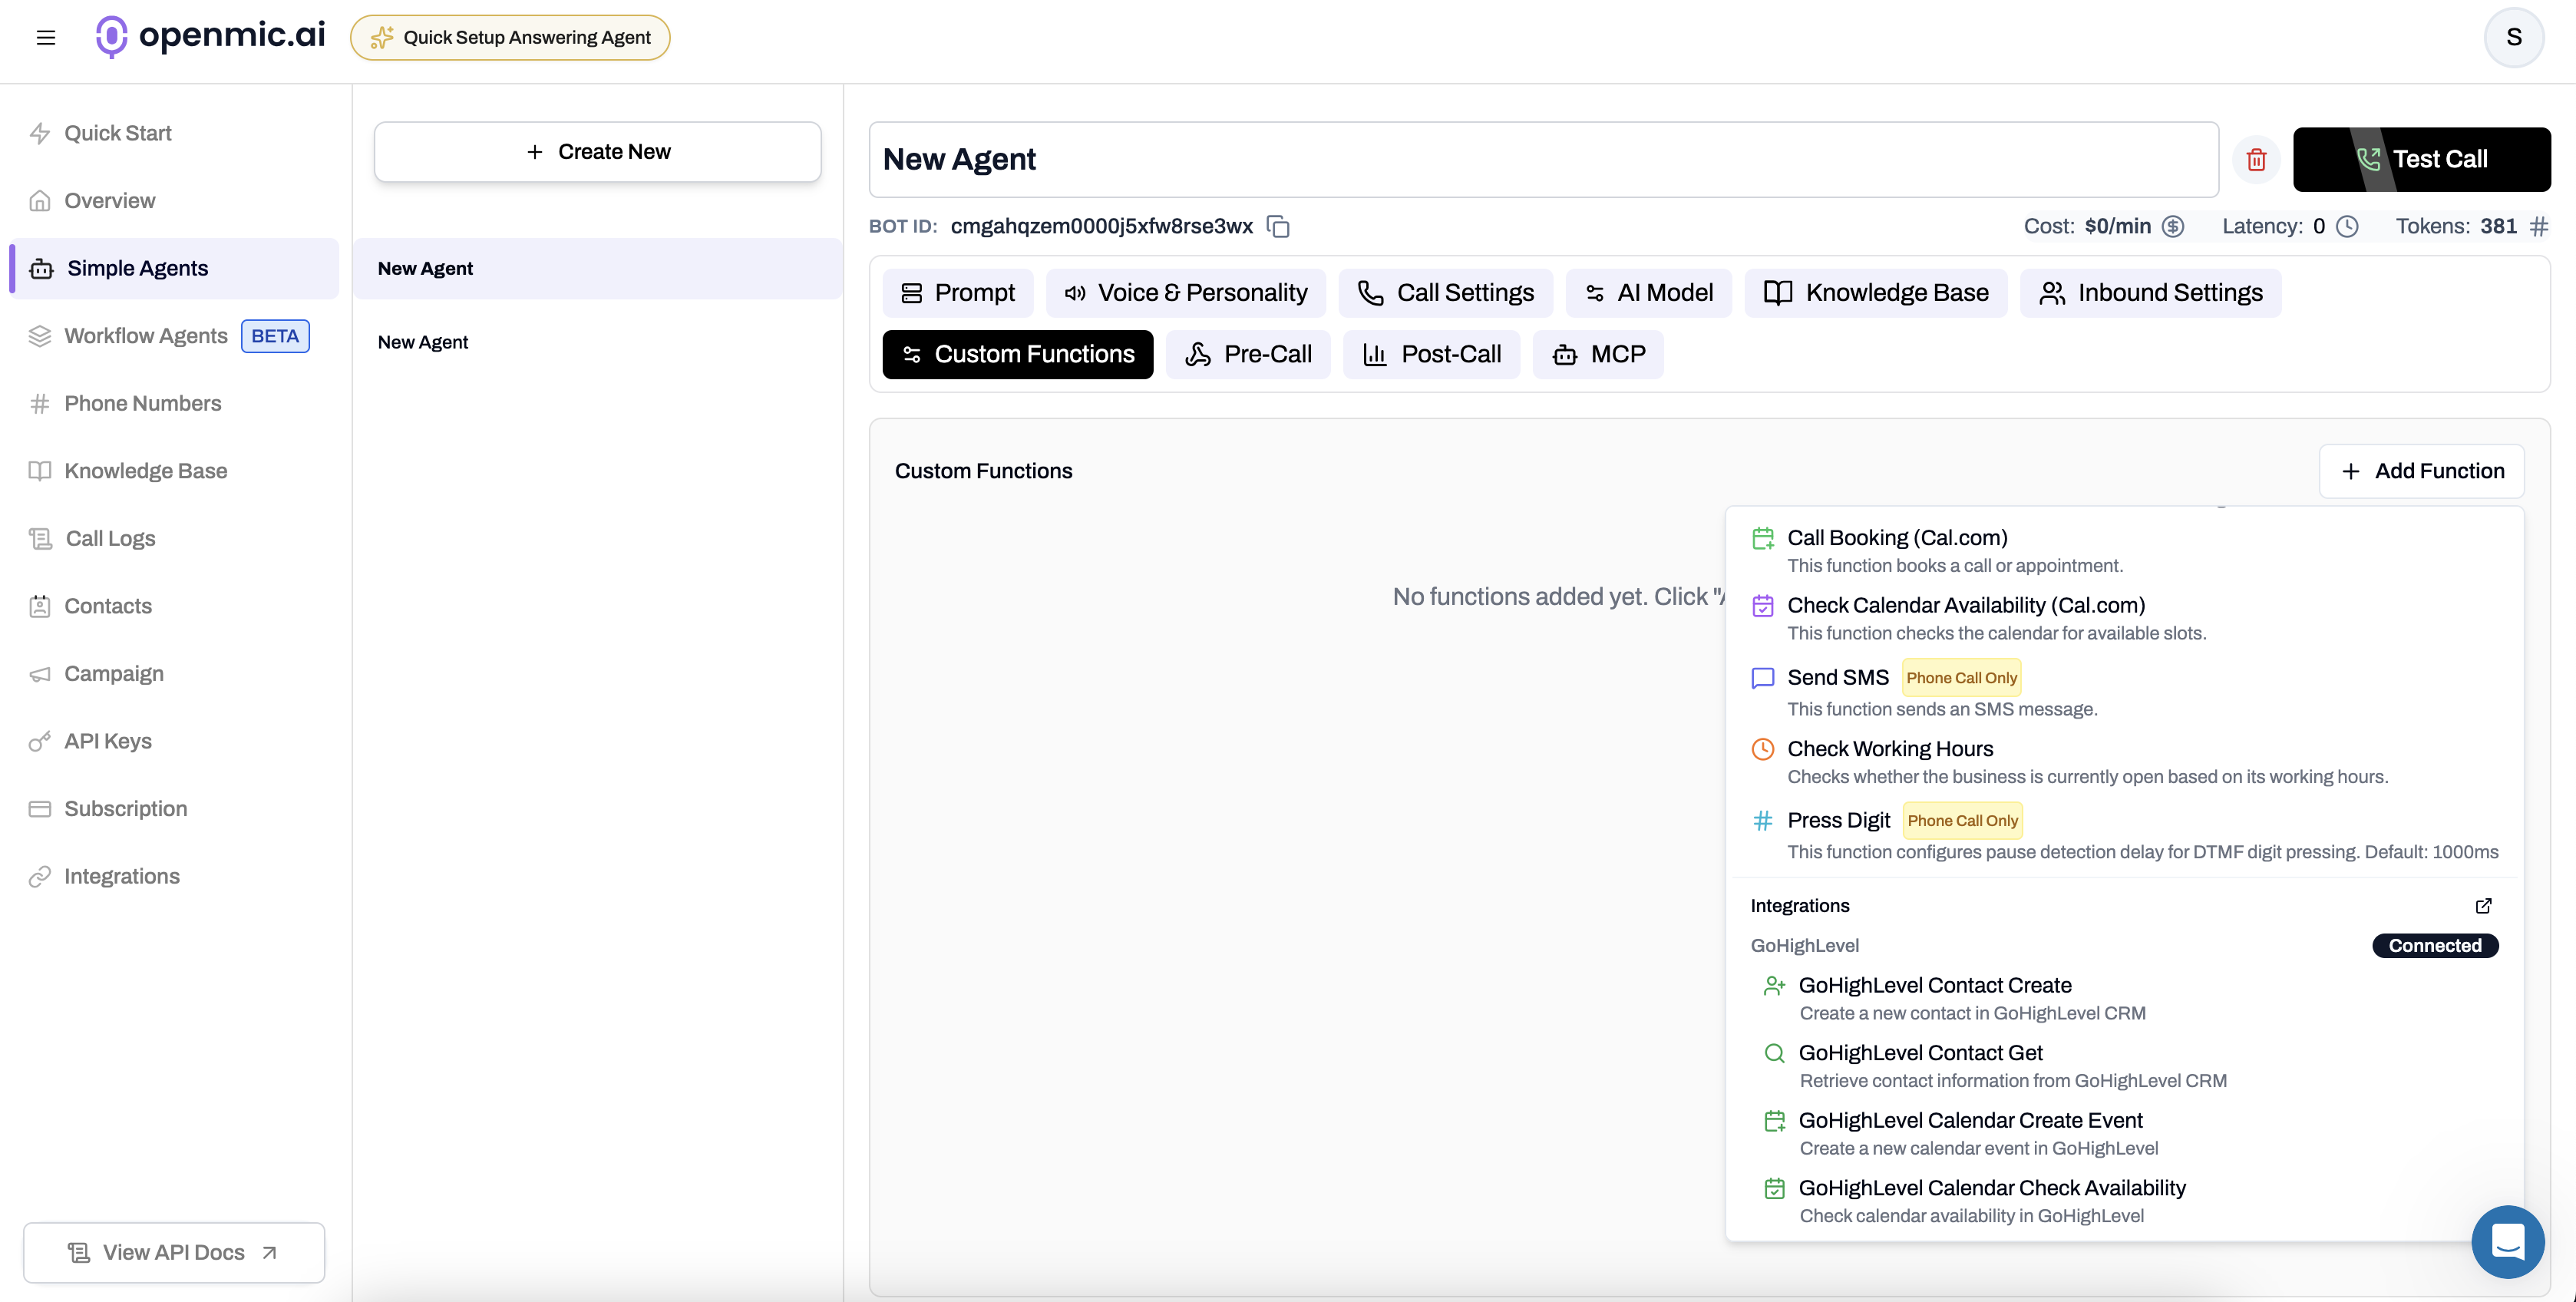 openmic.ai
Quick Setup Answering Agent
S
Quick Start
Overview
Simple Agents
Workflow Agents BETA
Phone Numbers
Knowledge Base
Call Logs
Contacts
Campaign
API Keys
Subscription
Integrations
View API Docs
+ Create New
New Agent
New Agent
New Agent
Test Call
BOT ID: cmgahqzem0000j5xfw8rse3wx
Cost: $0/min
Latency: 0
Tokens: 381 #
Prompt
Voice & Personality
Call Settings
AI Model
Knowledge Base
Inbound Settings
Custom Functions
Pre-Call
Post-Call
MCP
Custom Functions
+ Add Function
No functions added yet. Click "A
Call Booking (Cal.com)
This function books a call or appointment.
Check Calendar Availability (Cal.com)
This function checks the calendar for available slots.
Send SMS Phone Call Only
This function sends an SMS message.
Check Working Hours
Checks whether the business is currently open based on its working hours.
Press Digit Phone Call Only
This function configures pause detection delay for DTMF digit pressing. Default: 1000ms
Integrations
GoHighLevel Connected
GoHighLevel Contact Create
Create a new contact in GoHighLevel CRM
GoHighLevel Contact Get
Retrieve contact information from GoHighLevel CRM
GoHighLevel Calendar Create Event
Create a new calendar event in GoHighLevel
GoHighLevel Calendar Check Availability
Check calendar availability in GoHighLevel